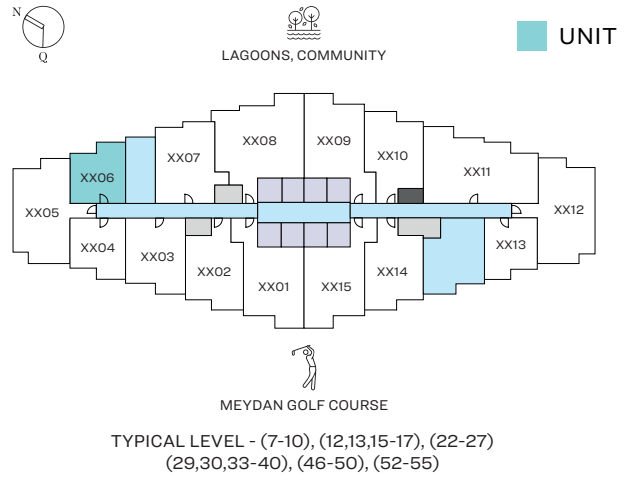 N
Q
LAGOONS, COMMUNITY
UNIT
XX08
XX09
XX07
XX10
XX06
XX11
XX05
XX12
XX04
XX03
XX02
XX01
XX15
XX14
XX13
MEYDAN GOLF COURSE
TYPICAL LEVEL - (7-10), (12,13,15-17), (22-27)
(29,30,33-40), (46-50), (52-55)